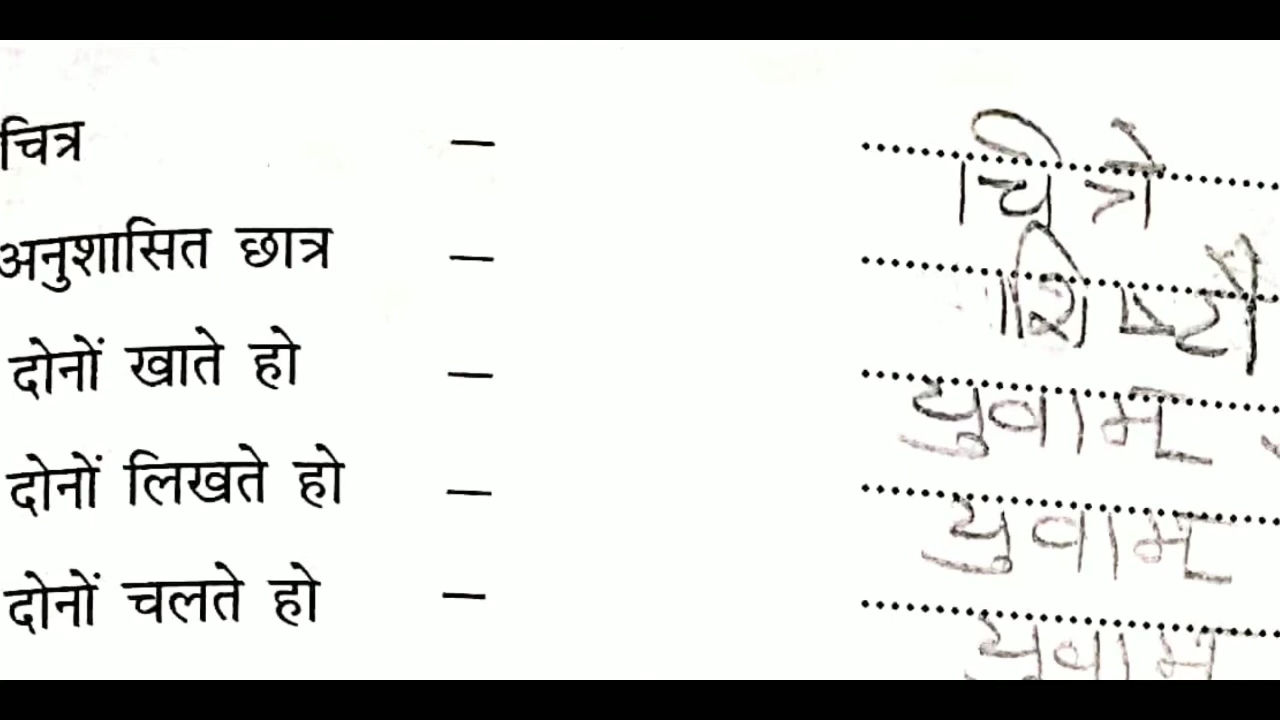 चित्र – चित्रे
अनुशासित छात्र – शिष्टौ
दोनों खाते हो – युवाम्
दोनों लिखते हो – युवाम्
दोनों चलते हो – युवाम